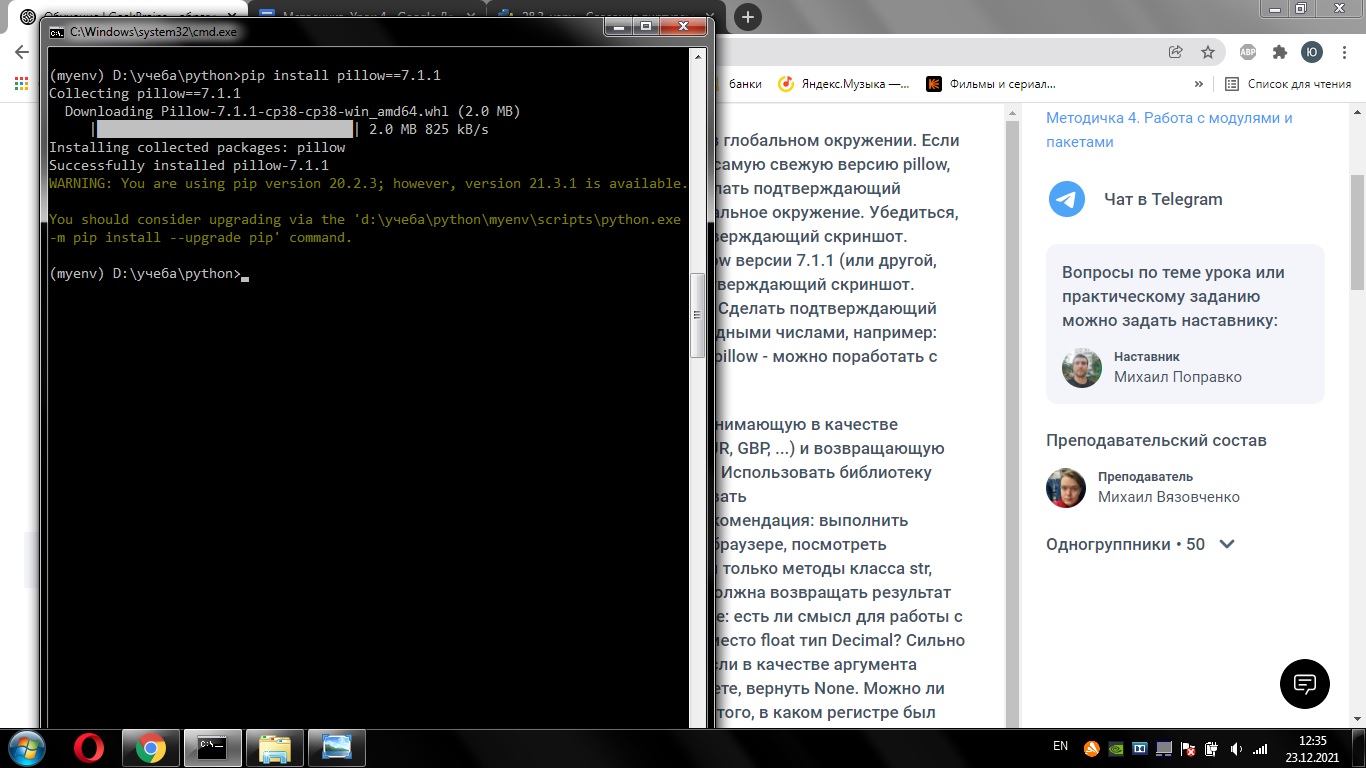 C:\Windows\system32\cmd.exe
(myenv) D:\учеба\python>pip install pillow==7.1.1
Collecting pillow==7.1.1
Downloading Pillow-7.1.1-cp38-cp38-win_amd64.whl (2.0 MB)
| 2.0 MB 825 kB/s
Installing collected packages: pillow
Successfully installed pillow-7.1.1
WARNING: You are using pip version 20.2.3; however, version 21.3.1 is available.
You should consider upgrading via the 'd:\учеба\python\myenv\scripts\python.exe
-m pip install --upgrade pip' command.
(myenv) D:\учеба\python>
ABP
Ю
банки
Яндекс.Музыка —...
Фильмы и сериал...
»
Список для чтения
в глобальном окружении. Если
самую свежую версию pillow,
лать подтверждающий
альное окружение. Убедиться,
верждающий скриншот.
w версии 7.1.1 (или другой,
верждающий скриншот.
Сделать подтверждающий
дными числами, например:
pillow - можно поработать с
нимающую в качестве
R, GBP, ...) и возвращающую
Использовать библиотеку
вать
комендация: выполнить
браузере, посмотреть
только методы класса str,
олжна возвращать результат
е: есть ли смысл для работы с
место float тип Decimal? Сильно
сли в качестве аргумента
ете, вернуть None. Можно ли
того, в каком регистре был
Методичка 4. Работа с модулями и
пакетами
Чат в Telegram
Вопросы по теме урока или
практическому заданию
можно задать наставнику:
Наставник
Михаил Поправко
Преподавательский состав
Преподаватель
Михаил Вязовченко
Одногруппники • 50
EN
12:35
23.12.2021